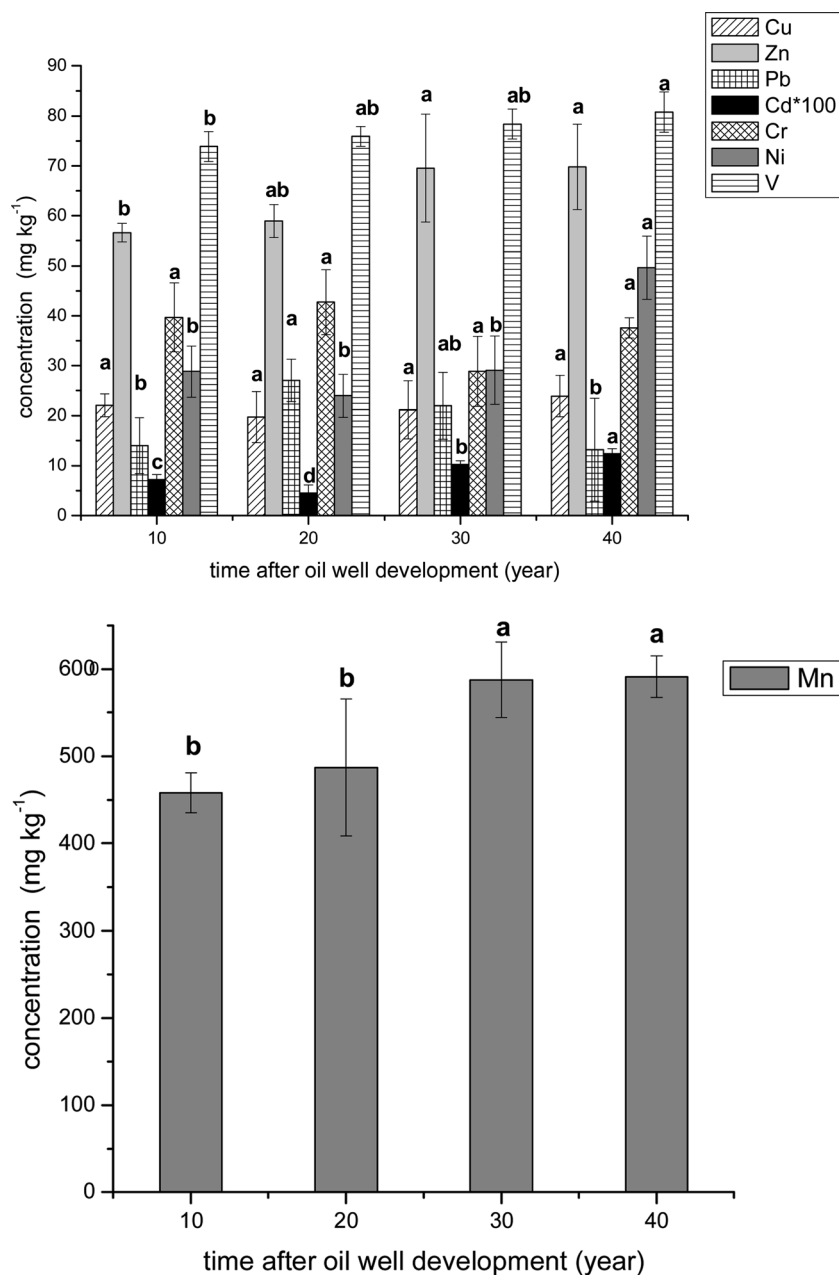 Cu
Zn
Pb
Cd*100
Cr
Ni
V
90
80
70
60
50
40
30
20
10
0
concentration (mg kg⁻¹)
a b b c a b b
a ab a d a b ab
a a ab b a b ab
a a b a a a a
10 20 30 40
time after oil well development (year)
Mn
6000
500
400
300
200
100
0
concentration (mg kg⁻¹)
b b a a
10 20 30 40
time after oil well development (year)